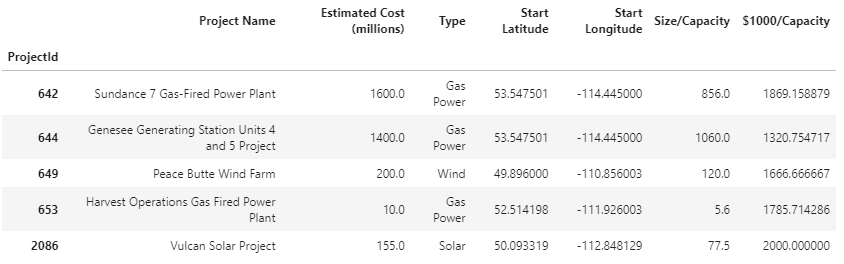 Project Name Estimated Cost (millions) Type Start Latitude Start Longitude Size/Capacity $1000/Capacity
ProjectId
642 Sundance 7 Gas-Fired Power Plant 1600.0 Gas Power 53.547501 -114.445000 856.0 1869.158879
644 Genesee Generating Station Units 4 and 5 Project 1400.0 Gas Power 53.547501 -114.445000 1060.0 1320.754717
649 Peace Butte Wind Farm 200.0 Wind 49.896000 -110.856003 120.0 1666.666667
653 Harvest Operations Gas Fired Power Plant 10.0 Gas Power 52.514198 -111.926003 5.6 1785.714286
2086 Vulcan Solar Project 155.0 Solar 50.093319 -112.848129 77.5 2000.000000